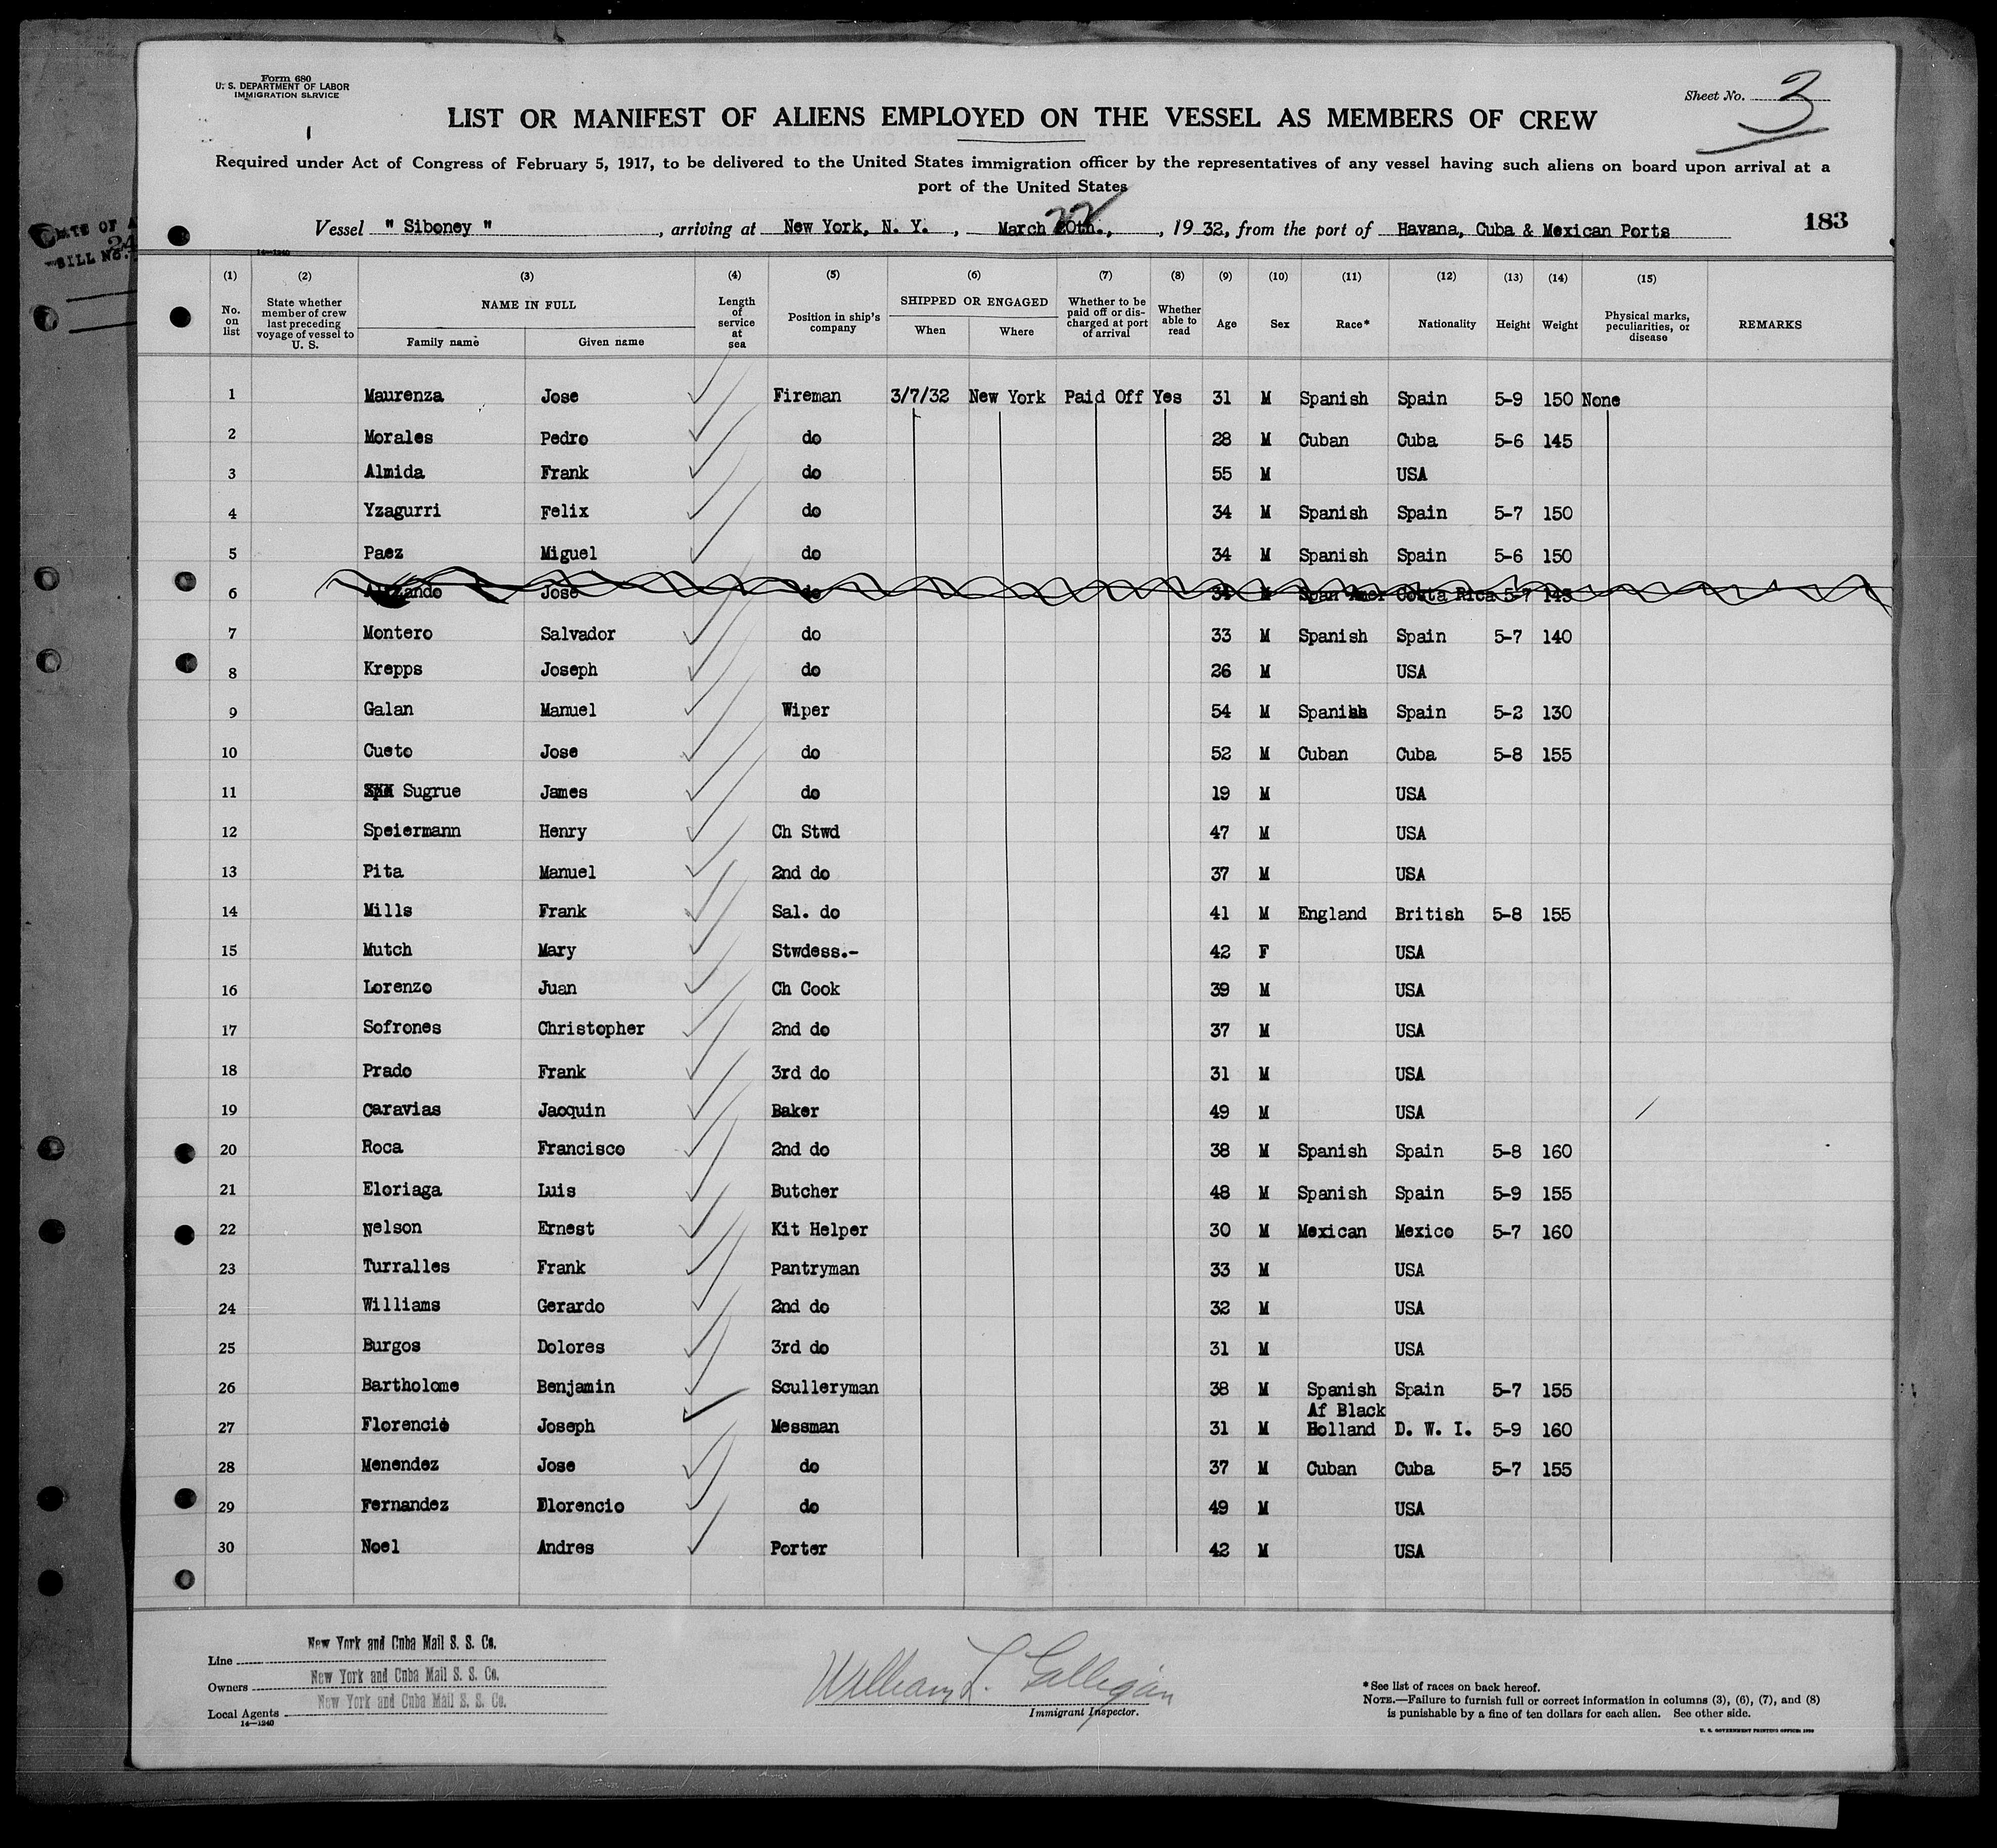 Form 680
U. S. DEPARTMENT OF LABOR
IMMIGRATION SERVICE
Sheet No. 3
LIST OR MANIFEST OF ALIENS EMPLOYED ON THE VESSEL AS MEMBERS OF CREW
Required under Act of Congress of February 5, 1917, to be delivered to the United States immigration officer by the representatives of any vessel having such aliens on board upon arrival at a
port of the United States
Vessel " Siboney " , arriving at New York, N. Y. , March 20th., 22 , 19 32, from the port of Havana, Cuba & Mexican Ports
183
14—1240
(1) (2) (3) (4) (5) (6) (7) (8) (9) (10) (11) (12) (13) (14) (15)
No. on list
State whether member of crew last preceding voyage of vessel to U. S.
NAME IN FULL
Family name
Given name
Length of service at sea
Position in ship's company
SHIPPED OR ENGAGED
When
Where
Whether to be paid off or discharged at port of arrival
Whether able to read
Age
Sex
Race*
Nationality
Height
Weight
Physical marks, peculiarities, or disease
REMARKS
1 Maurenza Jose Fireman 3/7/32 New York Paid Off Yes 31 M Spanish Spain 5-9 150 None
2 Morales Pedro do 28 M Cuban Cuba 5-6 145
3 Almida Frank do 55 M USA
4 Yzagurri Felix do 34 M Spanish Spain 5-7 150
5 Paez Miguel do 34 M Spanish Spain 5-6 150
6 Jose do M Span Amer Costa Rica 5-7
7 Montero Salvador do 33 M Spanish Spain 5-7 140
8 Krepps Joseph do 26 M USA
9 Galan Manuel Wiper 54 M Spanish Spain 5-2 130
10 Cueto Jose do 52 M Cuban Cuba 5-8 155
11 Sugrue James do 19 M USA
12 Speiermann Henry Ch Stwd 47 M USA
13 Pita Manuel 2nd do 37 M USA
14 Mills Frank Sal. do 41 M England British 5-8 155
15 Mutch Mary Stwdess.- 42 F USA
16 Lorenzo Juan Ch Cook 39 M USA
17 Sofrones Christopher 2nd do 37 M USA
18 Prado Frank 3rd do 31 M USA
19 Caravias Jaoquin Baker 49 M USA
20 Roca Francisco 2nd do 38 M Spanish Spain 5-8 160
21 Eloriaga Luis Butcher 48 M Spanish Spain 5-9 155
22 Nelson Ernest Kit Helper 30 M Mexican Mexico 5-7 160
23 Turralles Frank Pantryman 33 M USA
24 Williams Gerardo 2nd do 32 M USA
25 Burgos Dolores 3rd do 31 M USA
26 Bartholome Benjamin Sculleryman 38 M Spanish Spain 5-7 155
Af Black
27 Florencio Joseph Messman 31 M Holland D. W. I. 5-9 160
28 Menendez Jose do 37 M Cuban Cuba 5-7 155
29 Fernandez Elorencio do 49 M USA
30 Noel Andres Porter 42 M USA
Line New York and Cuba Mail S. S. Co.
Owners New York and Cuba Mail S. S. Co.
Local Agents New York and Cuba Mail S. S. Co.
14—1240
William L. Galligan
Immigrant Inspector.
*See list of races on back hereof.
NOTE.—Failure to furnish full or correct information in columns (3), (6), (7), and (8)
is punishable by a fine of ten dollars for each alien. See other side.